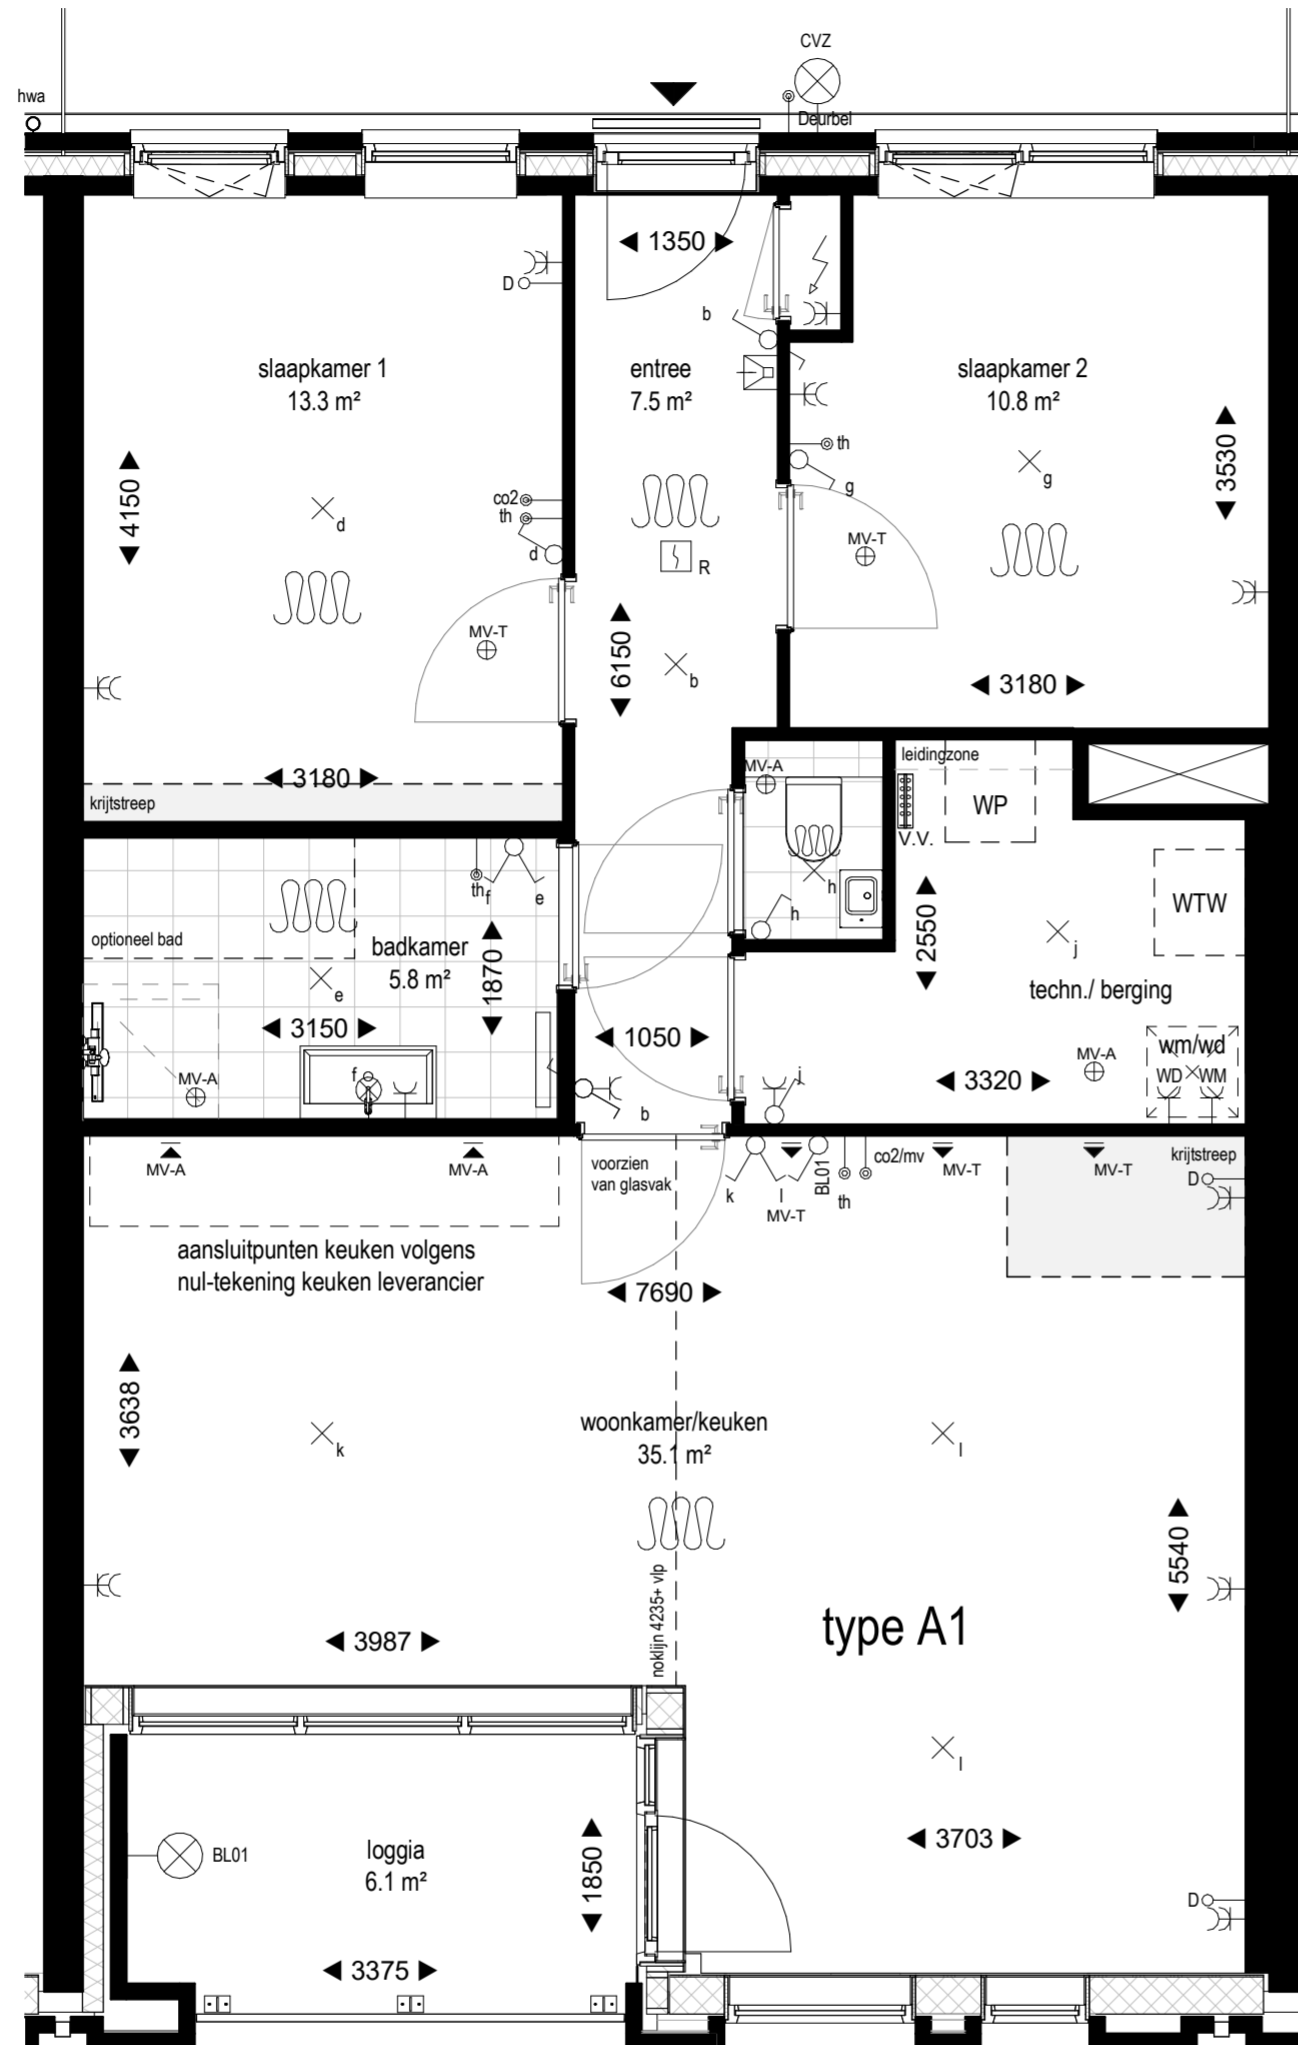 CVZ
hwa
Deurbel
1350
D
b
slaapkamer 1
13.3 m²
entree
7.5 m²
slaapkamer 2
10.8 m²
4150
3530
th
g
g
d
co2
th
d
MV-T
R
MV-T
6150
b
3180
3180
krijtstreep
leidingzone
MV-A
WP
V.V.
WTW
h
h
th
f
e
optioneel bad
badkamer
5.8 m²
1870
2550
j
e
techn./ berging
3150
1050
wm/wd
WD
WM
MV-A
3320
MV-A
f
j
b
MV-A
MV-A
voorzien
van glasvak
k
l
MV-T
BL01
th
co2/mv
MV-T
MV-T
krijtstreep
D
aansluitpunten keuken volgens
nul-tekening keuken leverancier
7690
3638
woonkamer/keuken
35.1 m²
k
l
5540
noklijn 4235+ vlp
type A1
3987
l
3703
BL01
loggia
6.1 m²
1850
D
3375